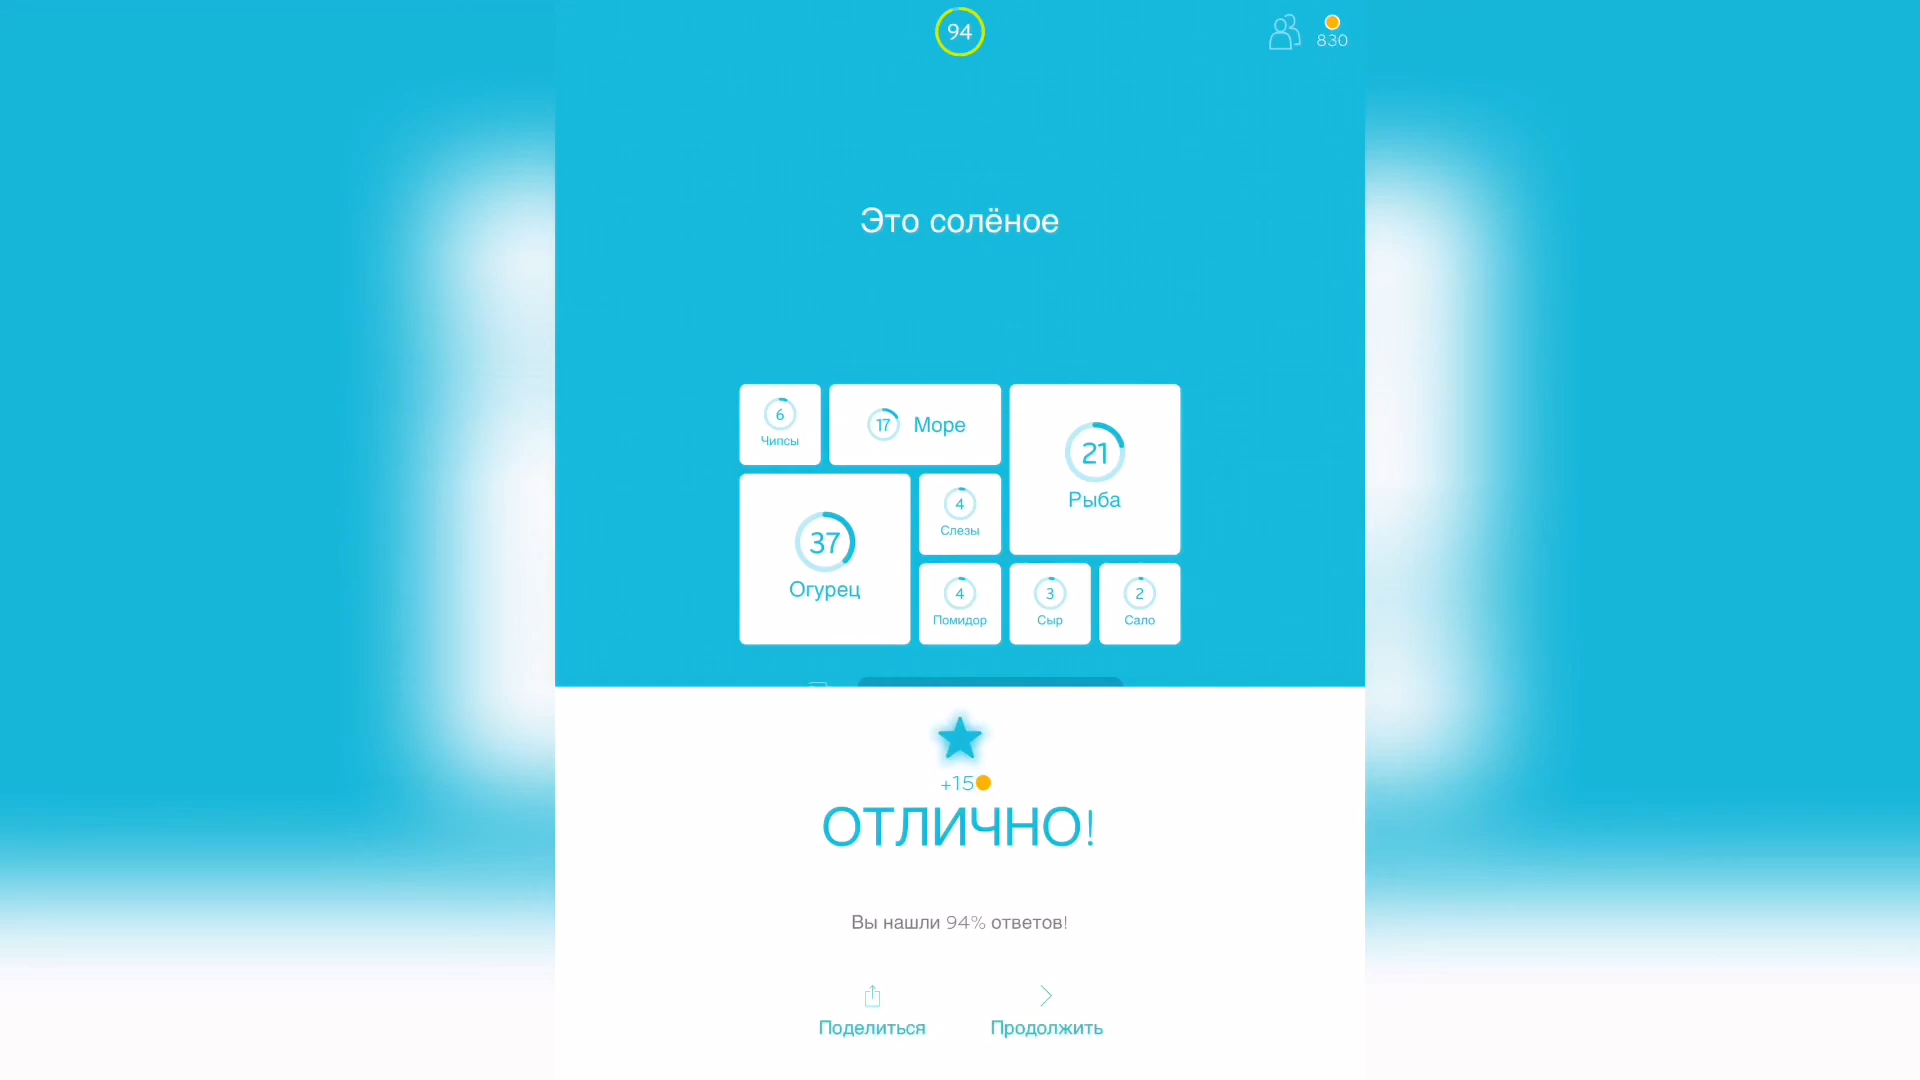 94
830
Это солёное
6
Чипсы
17 Море
21
Рыба
37
Огурец
4
Слезы
4
Помидор
3
Сыр
2
Сало
+15
ОТЛИЧНО!
Вы нашли 94% ответов!
Поделиться
Продолжить